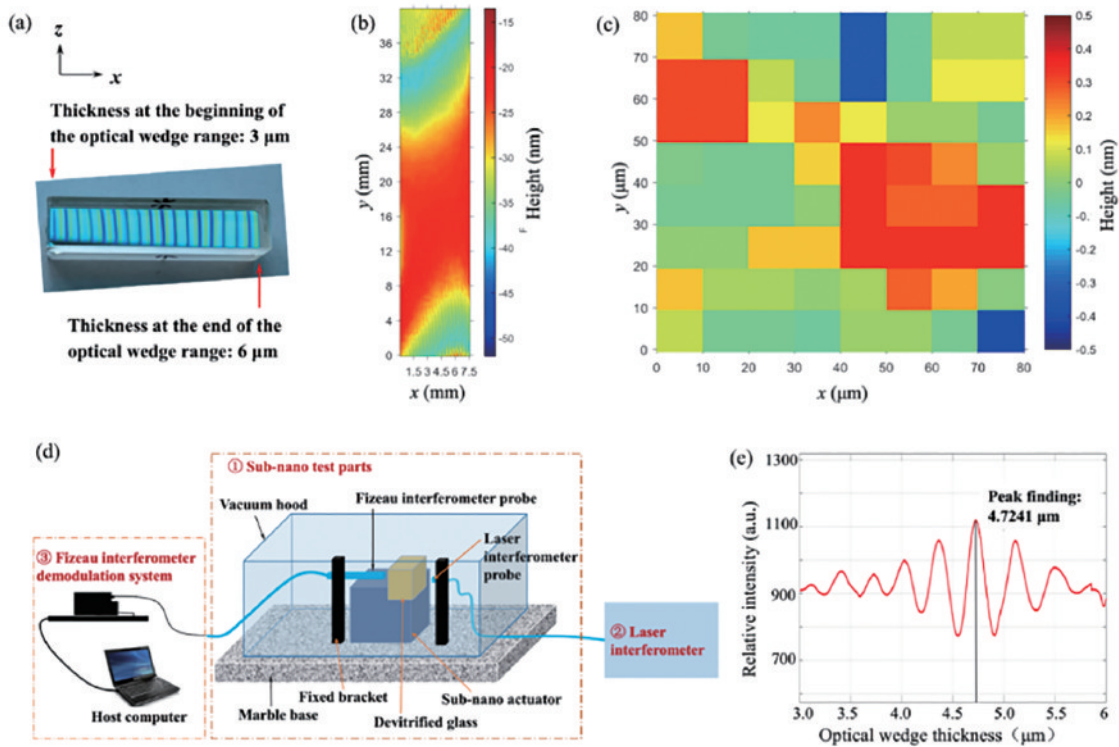 (a)
z
x
Thickness at the beginning of
the optical wedge range: 3 μm
Thickness at the end of the
optical wedge range: 6 μm
(b)
36
32
28
24
20
16
12
8
4
0
y (mm)
1.5 3 4.5 6 7.5
x (mm)
-15
-20
-25
-30
-35
-40
-45
-50
Height (nm)
F
(c)
80
70
60
50
40
30
20
10
0
y (μm)
0 10 20 30 40 50 60 70 80
x (μm)
0.5
0.4
0.3
0.2
0.1
0
-0.1
-0.2
-0.3
-0.4
-0.5
Height (nm)
(d)
① Sub-nano test parts
Vacuum hood
Fizeau interferometer probe
Laser
interferometer
probe
③ Fizeau interferometer
demodulation system
② Laser
interferometer
Host computer
Fixed bracket
Marble base
Sub-nano actuator
Devitrified glass
(e)
1300
1100
900
700
Relative intensity (a.u.)
Peak finding:
4.7241 μm
3.0 3.5 4.0 4.5 5.0 5.5 6
Optical wedge thickness (μm)